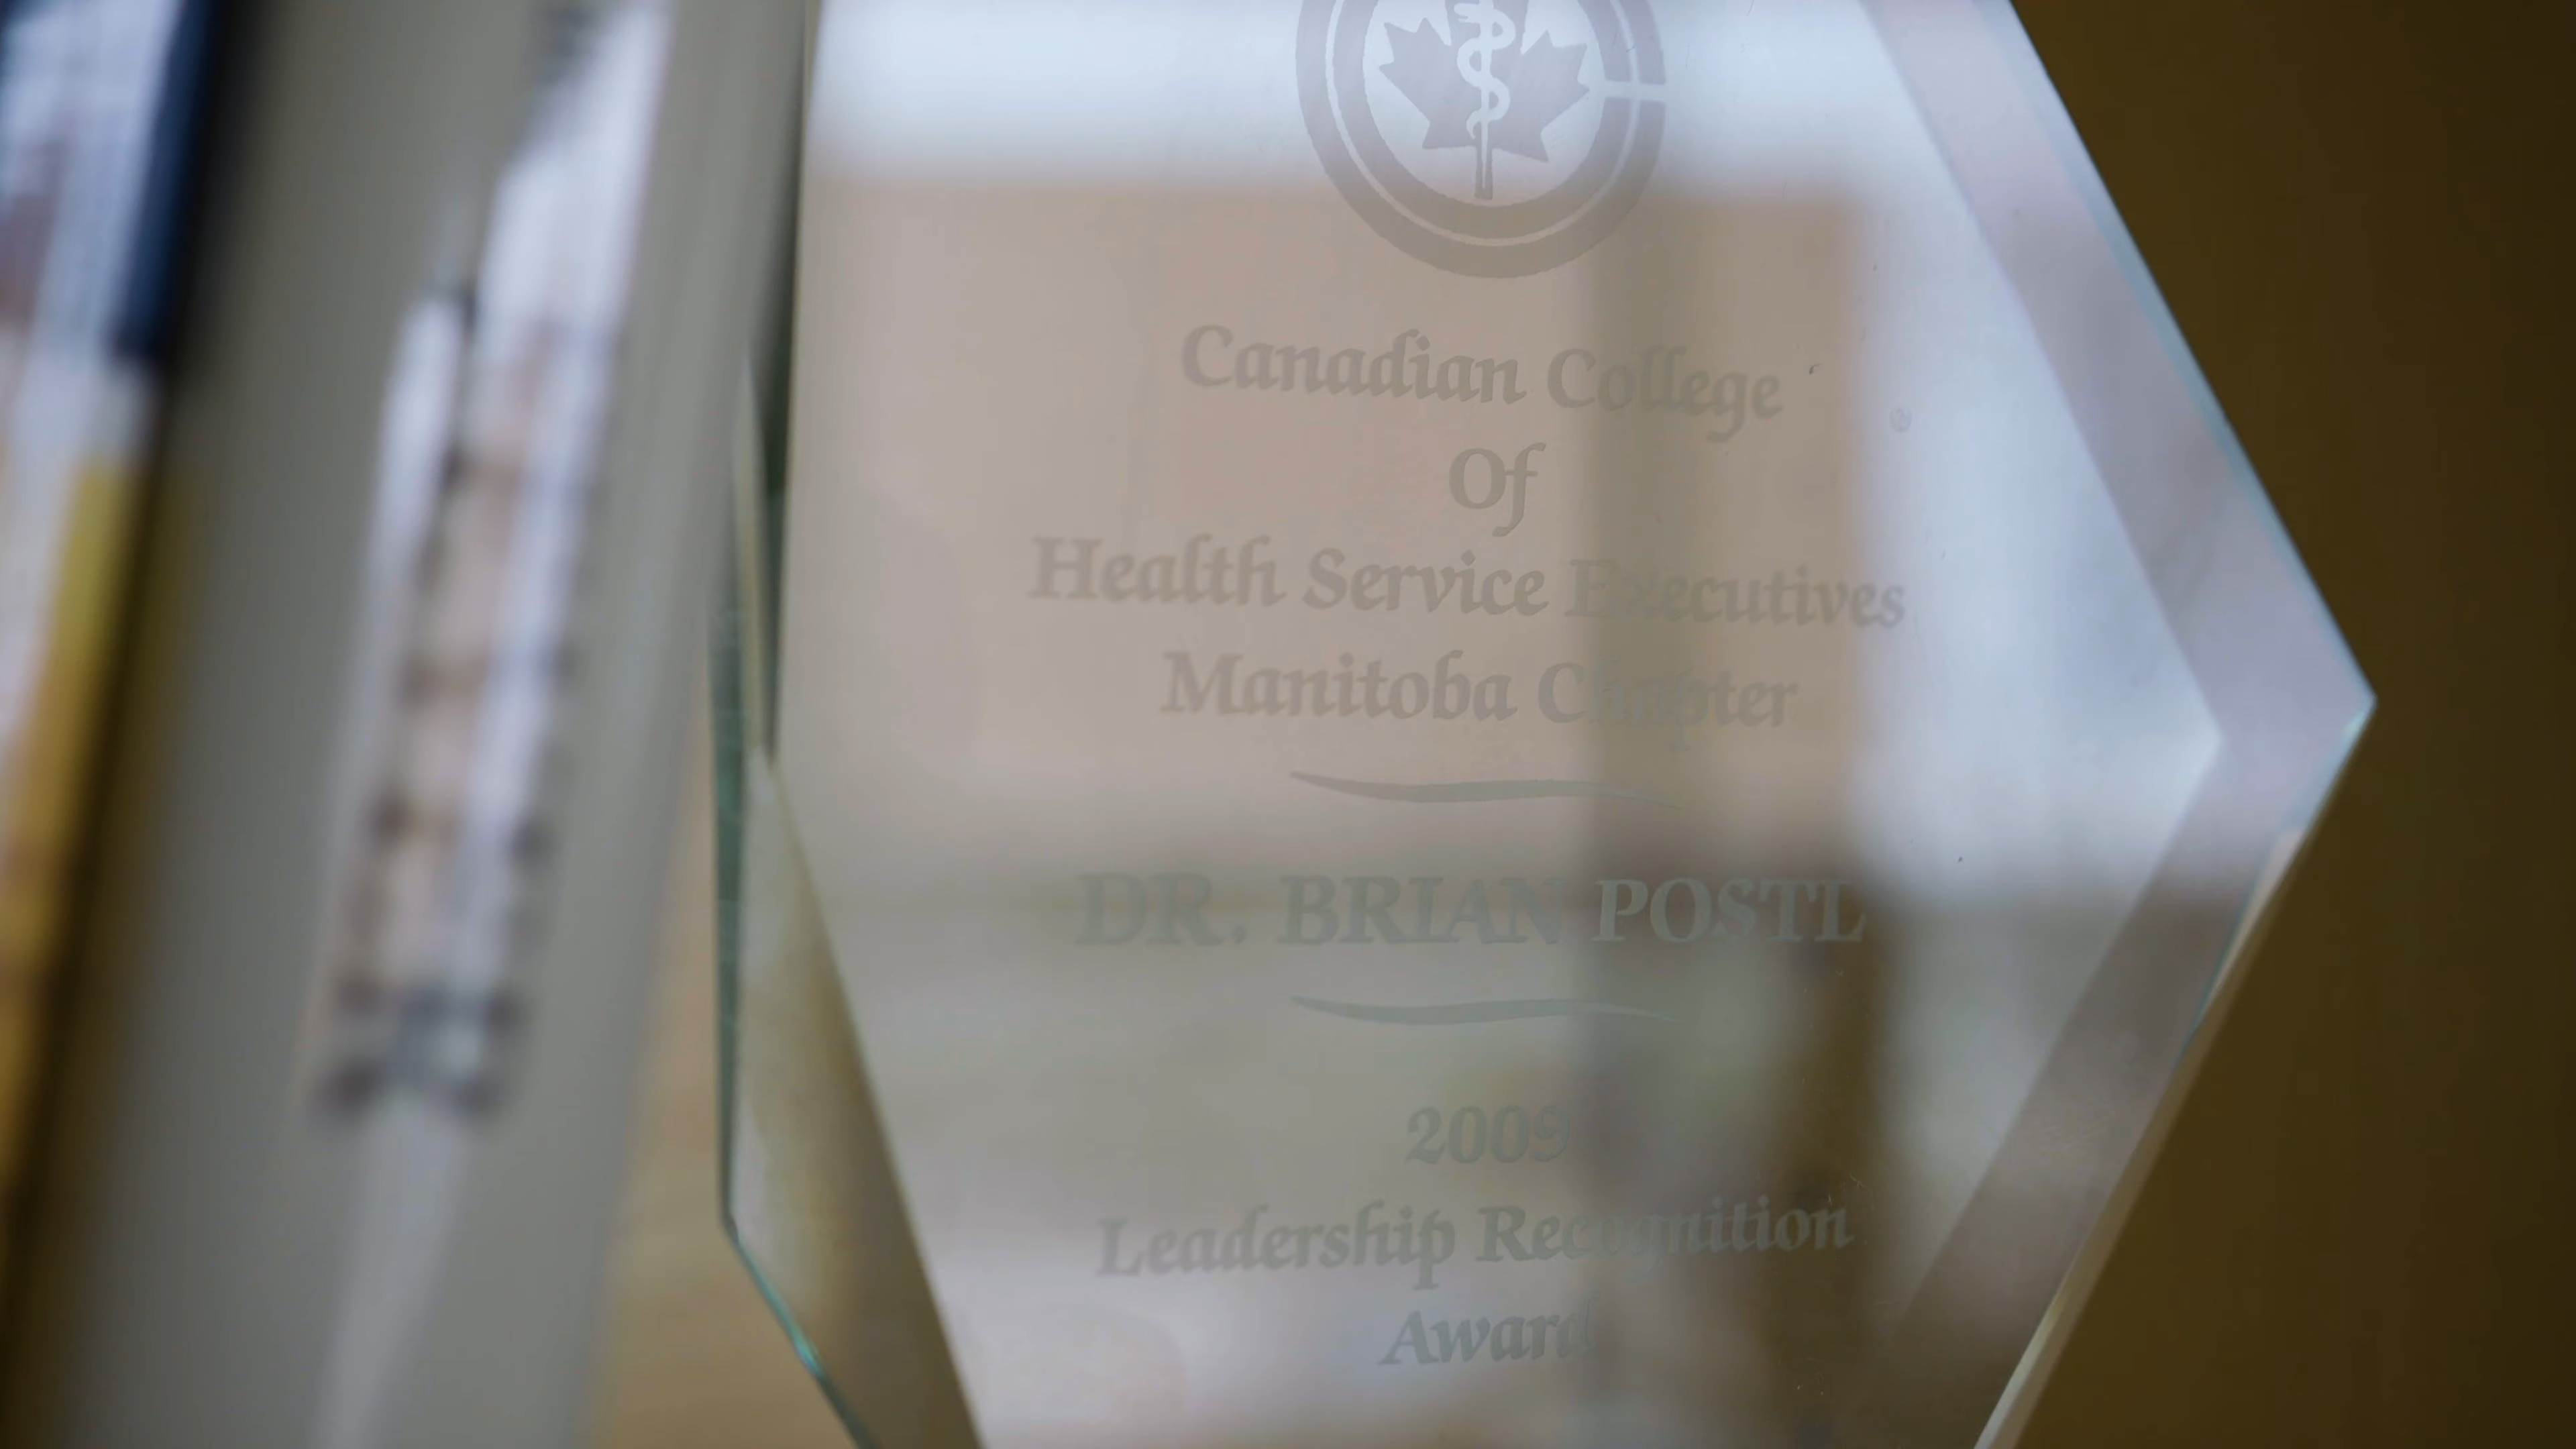 Canadian College
®
Of
Health Service Executives
Manitoba Chapter
DR. BRIAN POSTL
2009
Leadership Recognition
Award